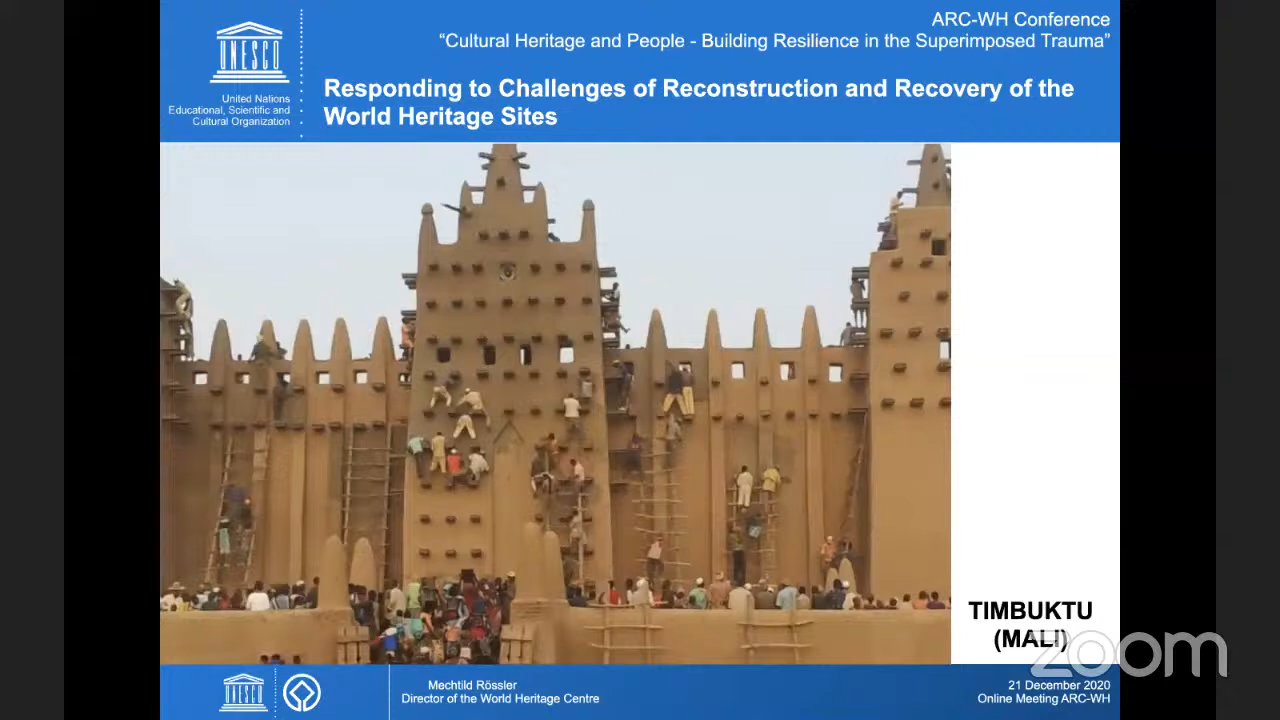 ARC-WH Conference
“Cultural Heritage and People - Building Resilience in the Superimposed Trauma”
UNESCO
United Nations
Educational, Scientific and
Cultural Organization
Responding to Challenges of Reconstruction and Recovery of the
World Heritage Sites
TIMBUKTU
(MALI)
zoom
UNESCO
Mechtild Rössler
Director of the World Heritage Centre
21 December 2020
Online Meeting ARC-WH